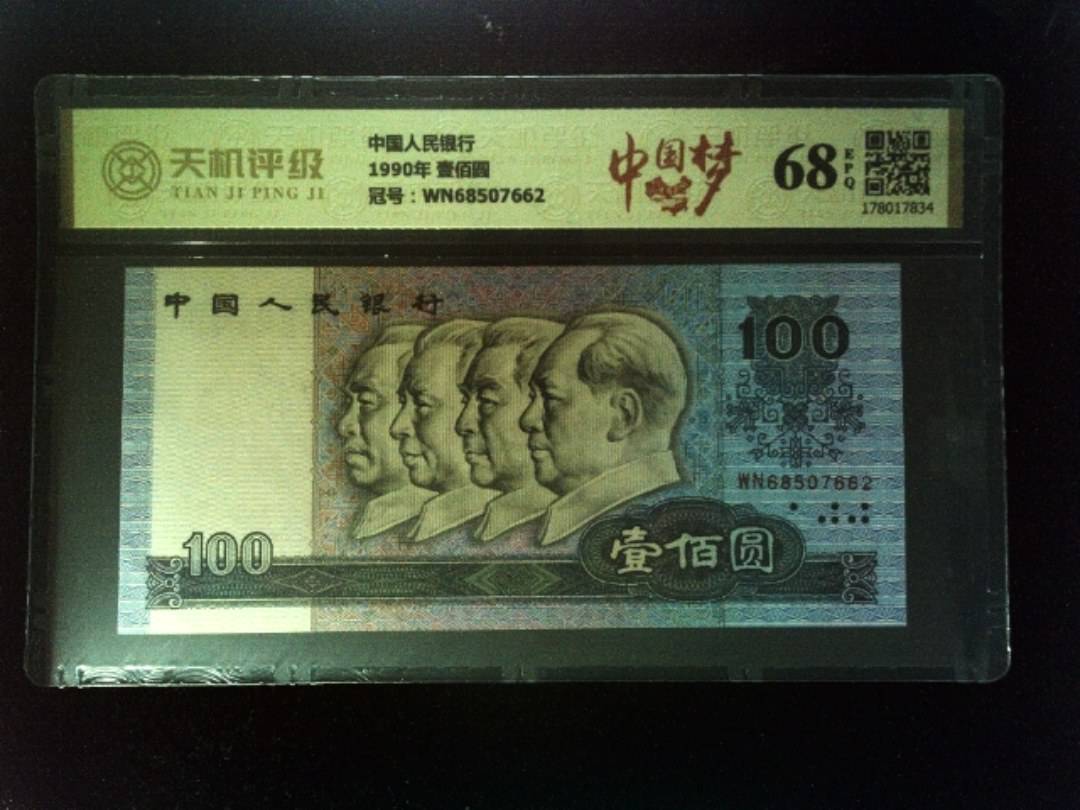 天机评级
TIAN JI PING JI
中国人民银行
1990年 壹佰圆
冠号：WN68507662
中国梦
68
EPQ
178017834
中国人民银行
100
WN68507662
100
壹佰圆